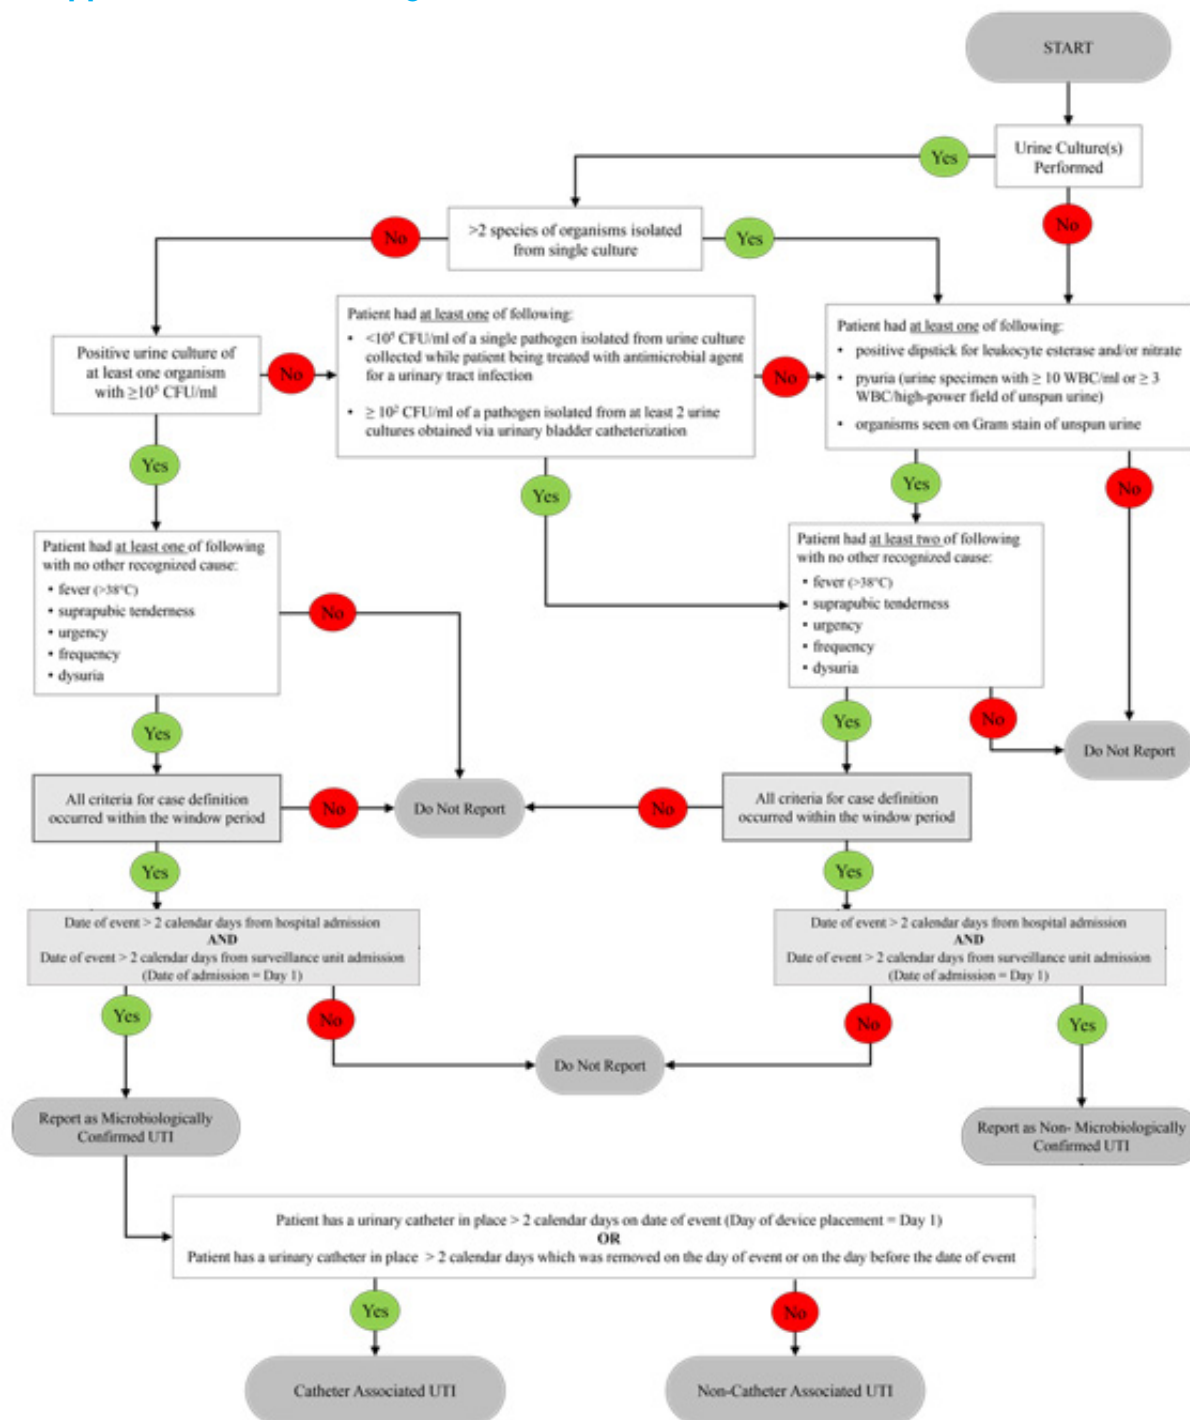 START
Urine Culture(s)
Performed
Yes
No
>2 species of organisms isolated
from single culture
No
Yes
Positive urine culture of
at least one organism
with ≥10⁵ CFU/ml
No
Yes
Patient had at least one of following:
• <10⁵ CFU/ml of a single pathogen isolated from urine culture
collected while patient being treated with antimicrobial agent
for a urinary tract infection
• ≥ 10² CFU/ml of a pathogen isolated from at least 2 urine
cultures obtained via urinary bladder catheterization
No
Yes
Patient had at least one of following:
• positive dipstick for leukocyte esterase and/or nitrate
• pyuria (urine specimen with ≥ 10 WBC/ml or ≥ 3
WBC/high-power field of unspun urine)
• organisms seen on Gram stain of unspun urine
Yes
No
Patient had at least one of following
with no other recognized cause:
• fever (>38°C)
• suprapubic tenderness
• urgency
• frequency
• dysuria
No
Yes
Patient had at least two of following
with no other recognized cause:
• fever (>38°C)
• suprapubic tenderness
• urgency
• frequency
• dysuria
Yes
No
Do Not Report
All criteria for case definition
occurred within the window period
No
Yes
Do Not Report
No
All criteria for case definition
occurred within the window period
Yes
Date of event > 2 calendar days from hospital admission
AND
Date of event > 2 calendar days from surveillance unit admission
(Date of admission = Day 1)
Yes
No
Date of event > 2 calendar days from hospital admission
AND
Date of event > 2 calendar days from surveillance unit admission
(Date of admission = Day 1)
No
Yes
Do Not Report
Report as Microbiologically
Confirmed UTI
Report as Non- Microbiologically
Confirmed UTI
Patient has a urinary catheter in place > 2 calendar days on date of event (Day of device placement = Day 1)
OR
Patient has a urinary catheter in place > 2 calendar days which was removed on the day of event or on the day before the date of event
Yes
No
Catheter Associated UTI
Non-Catheter Associated UTI